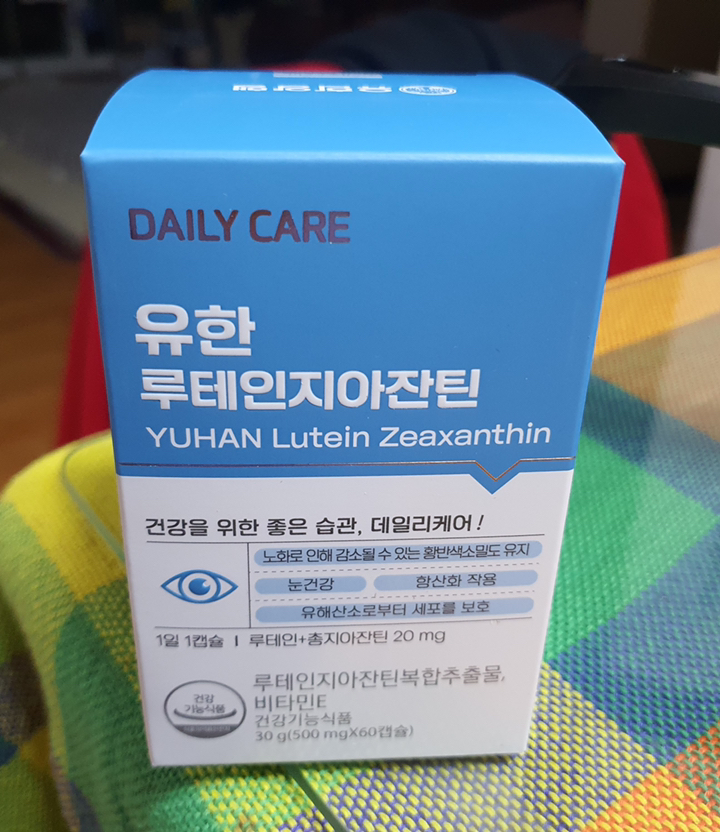 유한양행
DAILY CARE
유한
루테인지아잔틴
YUHAN Lutein Zeaxanthin
건강을 위한 좋은 습관, 데일리케어!
노화로 인해 감소될 수 있는 황반색소밀도 유지
눈건강
항산화 작용
유해산소로부터 세포를 보호
1일 1캡슐 I 루테인+총지아잔틴 20 mg
건강
기능식품
루테인지아잔틴복합추출물,
비타민E
건강기능식품
30 g(500 mgX60캡슐)